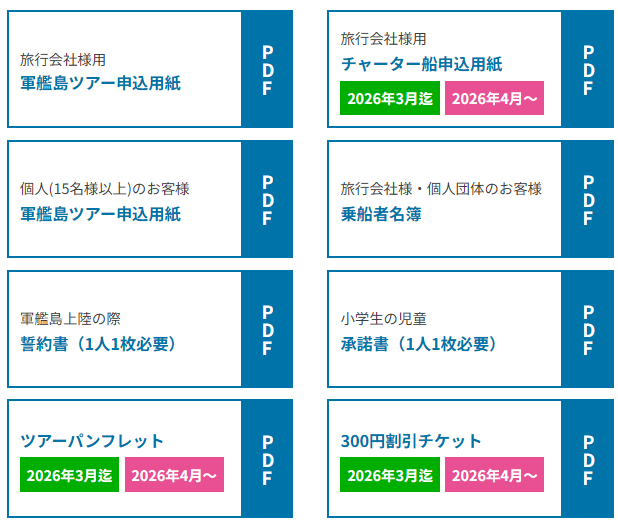 旅行会社様用
軍艦島ツアー申込用紙
PDF
旅行会社様用
チャーター船申込用紙
2026年3月迄 2026年4月～
PDF
個人(15名様以上)のお客様
軍艦島ツアー申込用紙
PDF
旅行会社様・個人団体のお客様
乗船者名簿
PDF
軍艦島上陸の際
誓約書（1人1枚必要）
PDF
小学生の児童
承諾書（1人1枚必要）
PDF
ツアーパンフレット
2026年3月迄 2026年4月～
PDF
300円割引チケット
2026年3月迄 2026年4月～
PDF